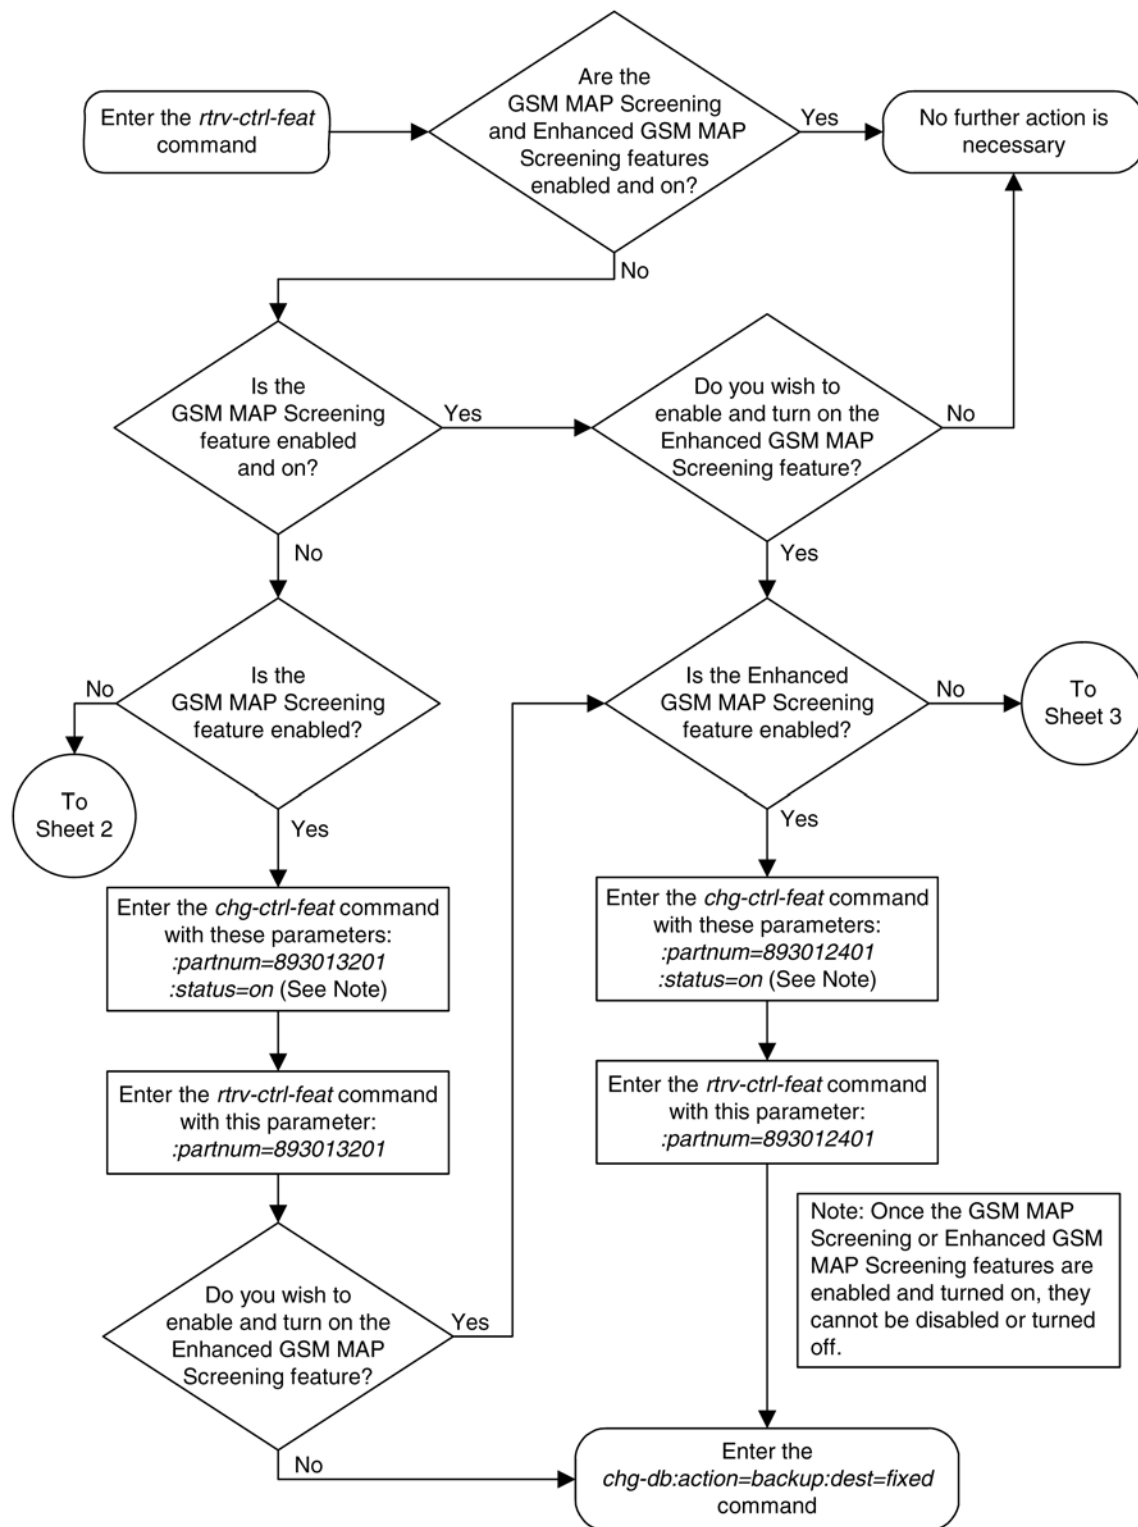 Enter the rtrv-ctrl-feat
command
Are the
GSM MAP Screening
and Enhanced GSM MAP
Screening features
enabled and on?
Yes
No further action is
necessary
No
Is the
GSM MAP Screening
feature enabled
and on?
Yes
Do you wish to
enable and turn on the
Enhanced GSM MAP
Screening feature?
No
No
Yes
No
Is the
GSM MAP Screening
feature enabled?
Is the Enhanced
GSM MAP Screening
feature enabled?
No
To
Sheet 3
To
Sheet 2
Yes
Yes
Enter the chg-ctrl-feat command
with these parameters:
:partnum=893013201
:status=on (See Note)
Enter the chg-ctrl-feat command
with these parameters:
:partnum=893012401
:status=on (See Note)
Enter the rtrv-ctrl-feat command
with this parameter:
:partnum=893013201
Enter the rtrv-ctrl-feat command
with this parameter:
:partnum=893012401
Note: Once the GSM MAP
Screening or Enhanced GSM
MAP Screening features are
enabled and turned on, they
cannot be disabled or turned
off.
Do you wish to
enable and turn on the
Enhanced GSM MAP
Screening feature?
Yes
No
Enter the
chg-db:action=backup:dest=fixed
command